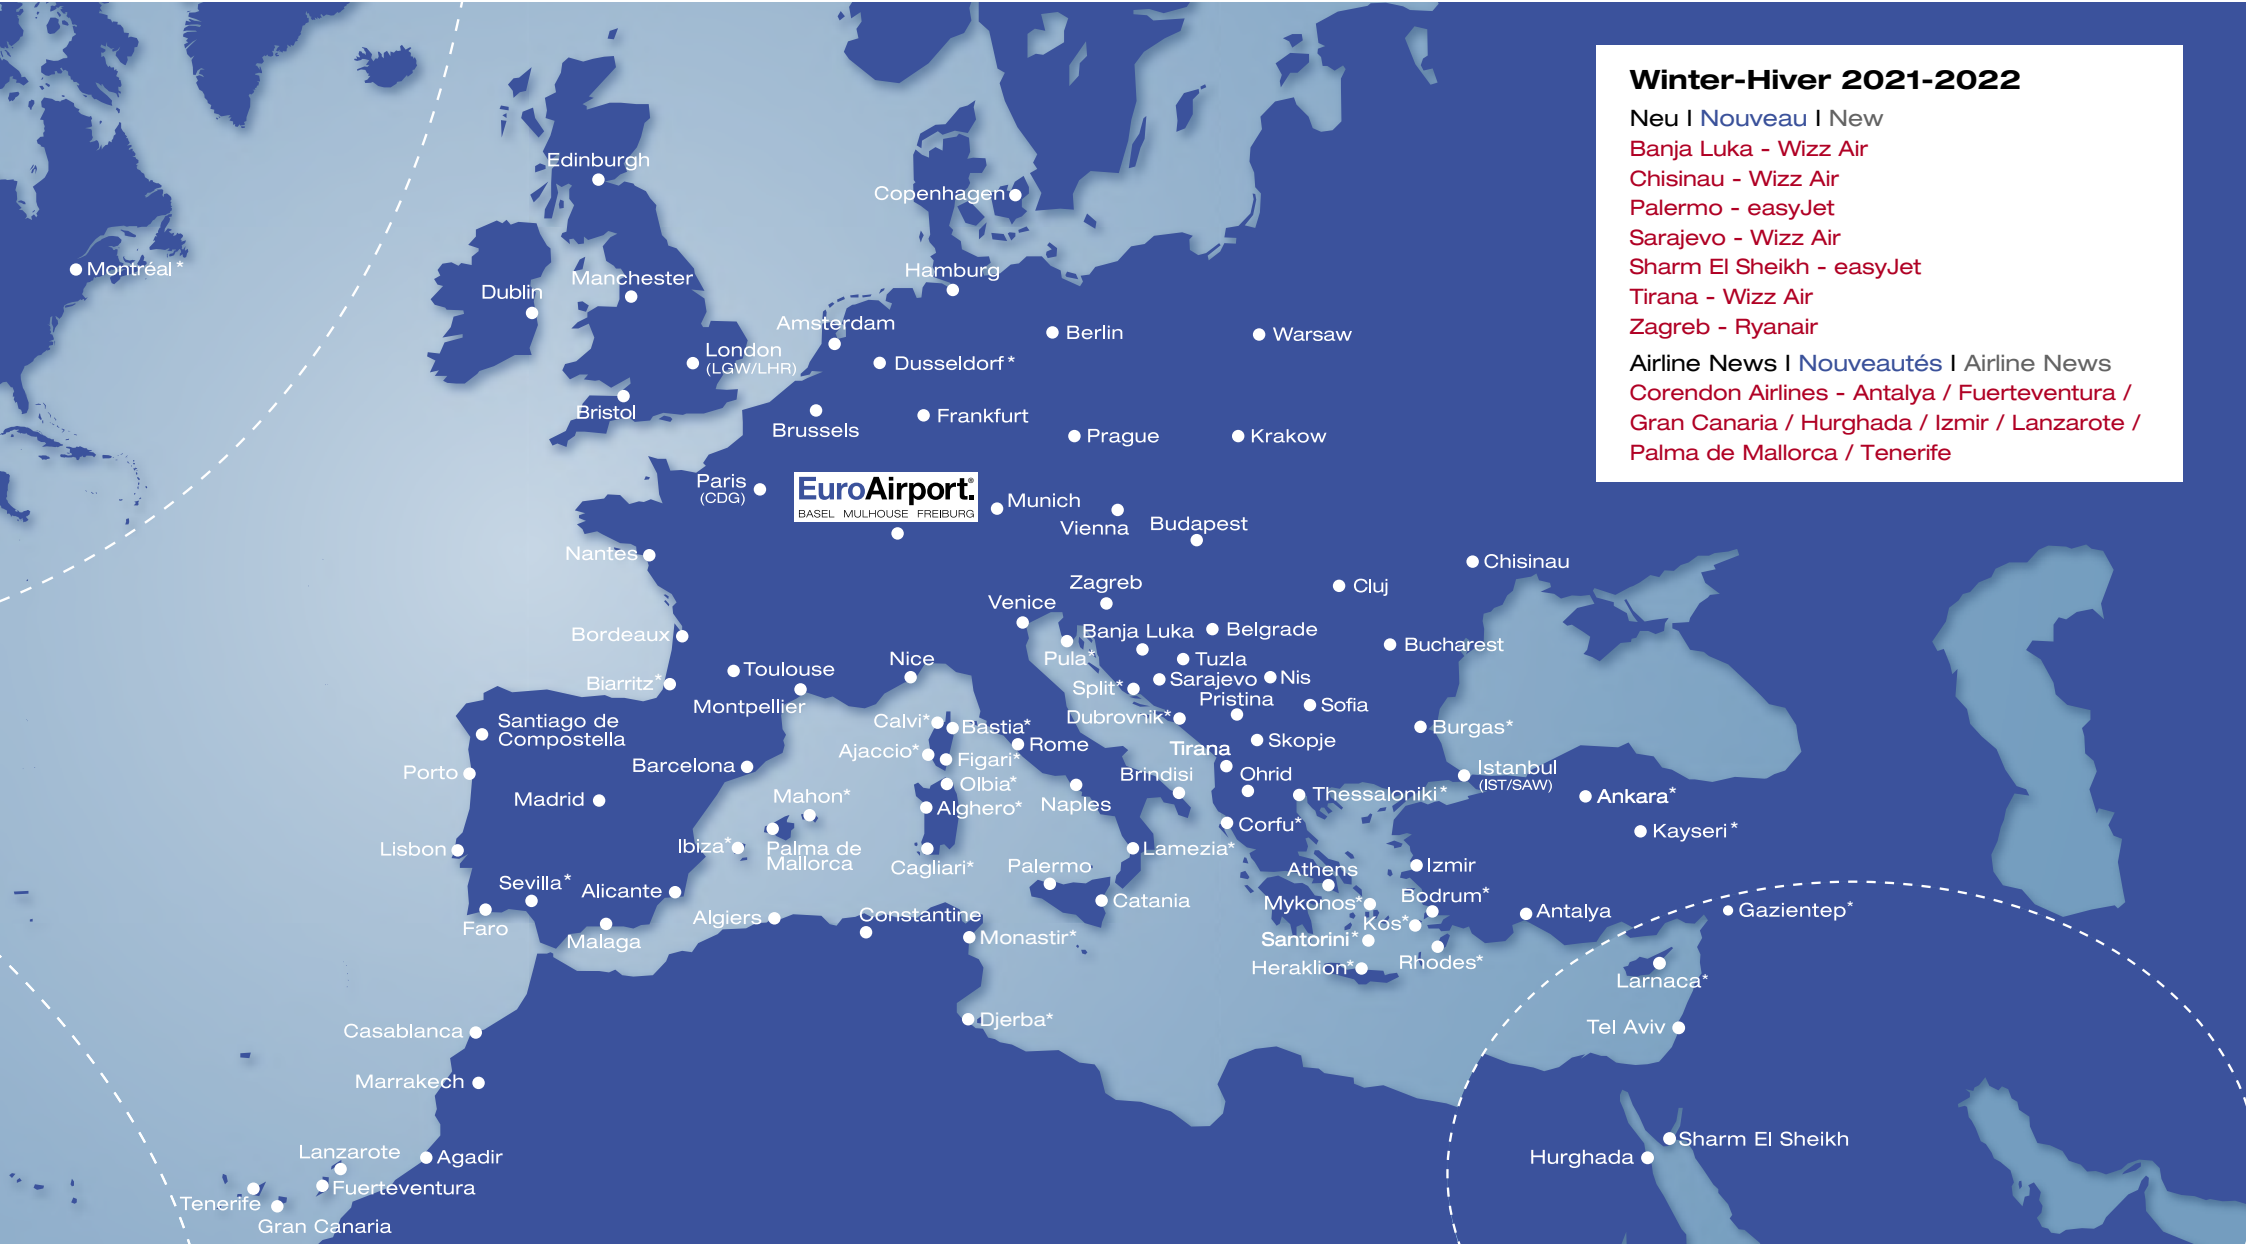 Winter-Hiver 2021-2022
Neu I Nouveau I New
Banja Luka - Wizz Air
Chisinau - Wizz Air
Palermo - easyJet
Sarajevo - Wizz Air
Sharm El Sheikh - easyJet
Tirana - Wizz Air
Zagreb - Ryanair
Airline News I Nouveautés I Airline News
Corendon Airlines - Antalya / Fuerteventura /
Gran Canaria / Hurghada / Izmir / Lanzarote /
Palma de Mallorca / Tenerife
Edinburgh
Copenhagen
Montréal*
Hamburg
Manchester
Dublin
Amsterdam
Berlin
Warsaw
London
(LGW/LHR)
Dusseldorf*
Bristol
Frankfurt
Brussels
Prague
Krakow
Paris
(CDG)
EuroAirport®
BASEL MULHOUSE FREIBURG
Munich
Vienna
Budapest
Nantes
Chisinau
Zagreb
Cluj
Venice
Bordeaux
Banja Luka
Belgrade
Bucharest
Pula*
Tuzla
Nice
Toulouse
Biarritz*
Sarajevo
Nis
Split*
Pristina
Montpellier
Sofia
Dubrovnik*
Santiago de
Compostella
Calvi*
Bastia*
Burgas*
Rome
Skopje
Ajaccio*
Tirana
Figari*
Barcelona
Istanbul
(IST/SAW)
Porto
Brindisi
Ohrid
Olbia*
Madrid
Mahon*
Alghero*
Naples
Thessaloniki*
Ankara*
Corfu*
Kayseri*
Lisbon
Ibiza*
Palma de
Mallorca
Lamezia*
Cagliari*
Palermo
Athens
Izmir
Sevilla*
Alicante
Bodrum*
Catania
Mykonos*
Antalya
Gazientep*
Faro
Algiers
Constantine
Kos*
Malaga
Monastir*
Santorini*
Heraklion*
Rhodes*
Larnaca*
Djerba*
Tel Aviv
Casablanca
Marrakech
Sharm El Sheikh
Hurghada
Lanzarote
Agadir
Fuerteventura
Tenerife
Gran Canaria